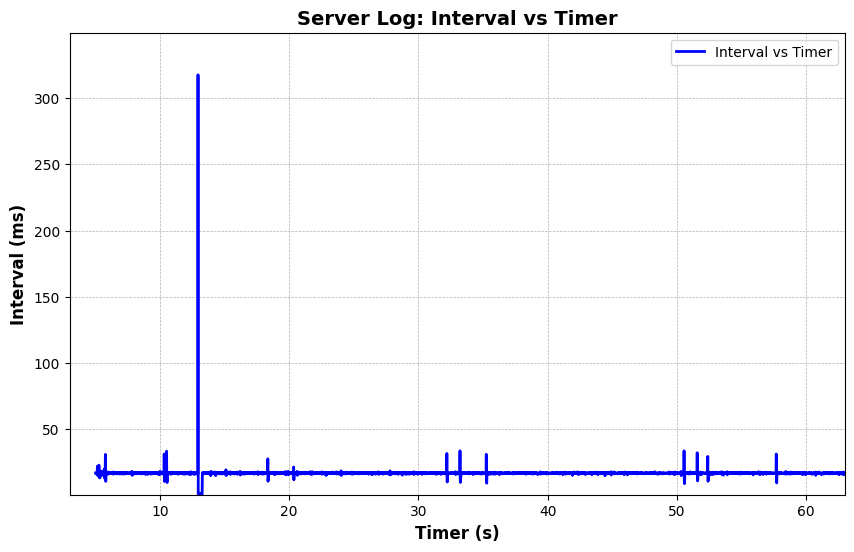 Server Log: Interval vs Timer
Interval vs Timer
300
250
200
150
100
50
Interval (ms)
10 20 30 40 50 60
Timer (s)